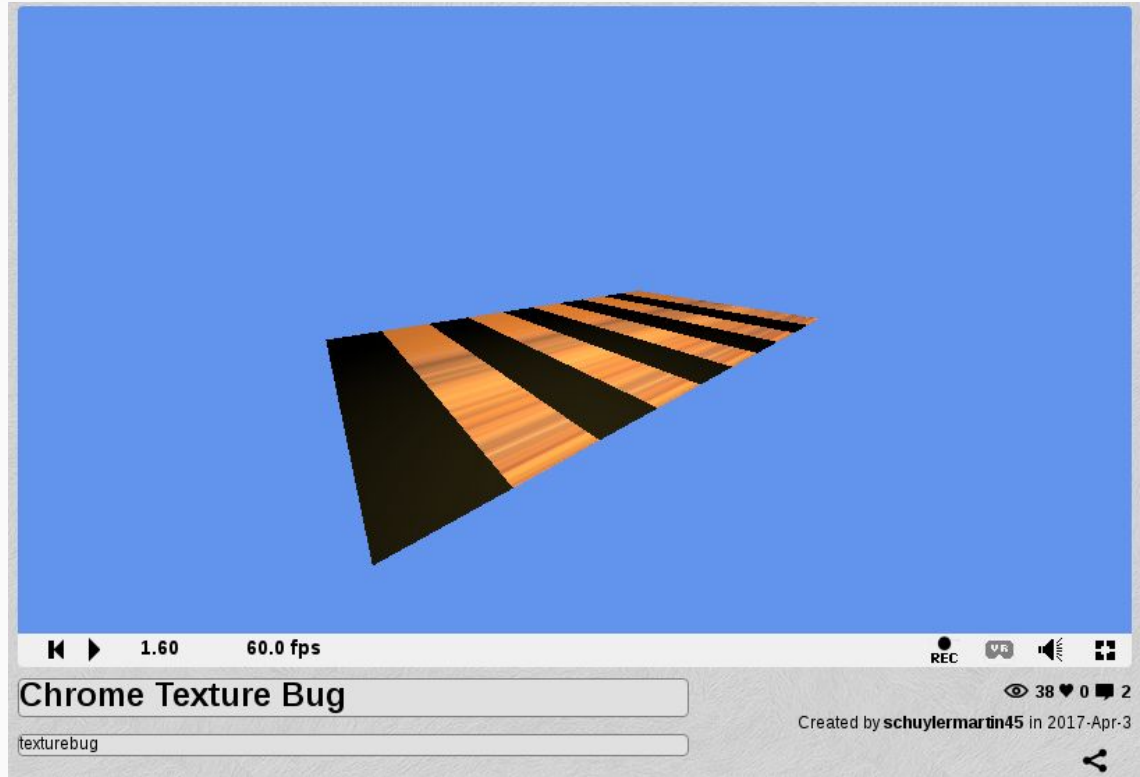 1.60 60.0 fps REC VR
Chrome Texture Bug
38 0 2
Created by schuylermartin45 in 2017-Apr-3
texturebug